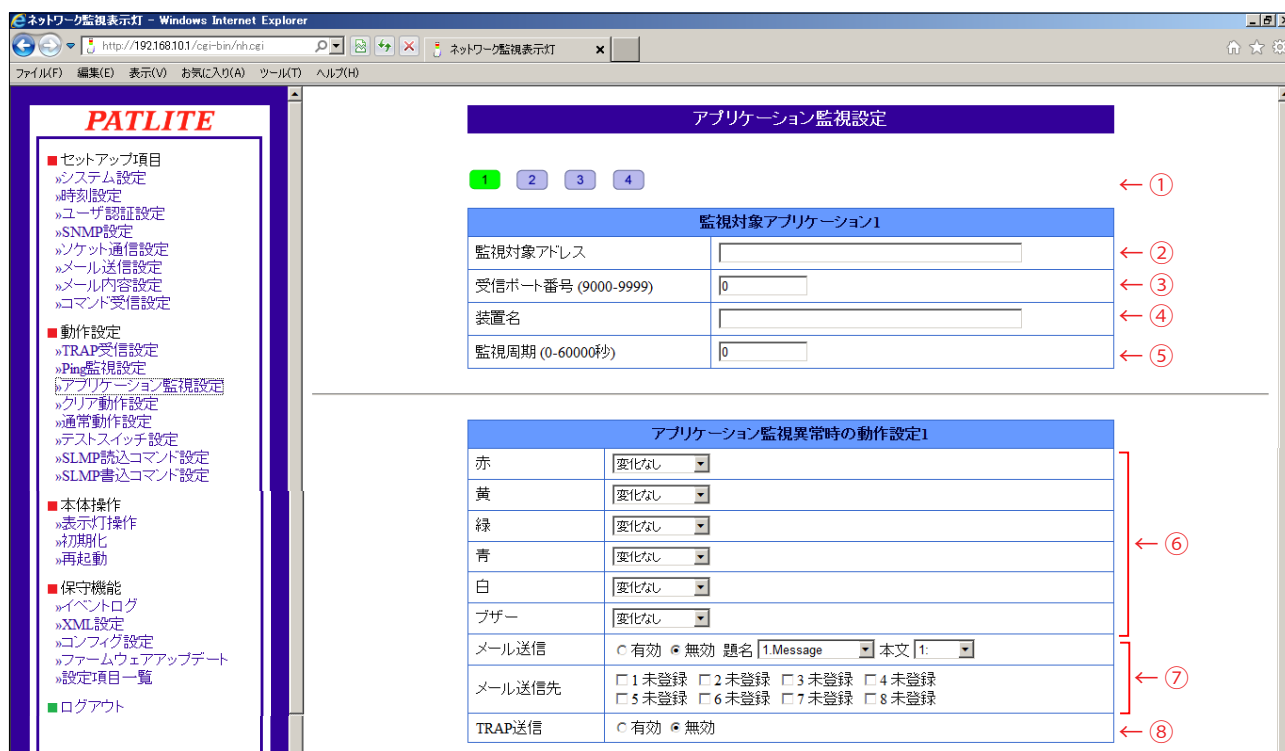 ネットワーク監視表示灯 - Windows Internet Explorer
http://192.168.10.1/cgi-bin/nh.cgi
ネットワーク監視表示灯
ファイル(F) 編集(E) 表示(V) お気に入り(A) ツール(T) ヘルプ(H)
PATLITE
■セットアップ項目
»システム設定
»時刻設定
»ユーザ認証設定
»SNMP設定
»ソケット通信設定
»メール送信設定
»メール内容設定
»コマンド受信設定
■動作設定
»TRAP受信設定
»Ping監視設定
»アプリケーション監視設定
»クリア動作設定
»通常動作設定
»テストスイッチ設定
»SLMP読込コマンド設定
»SLMP書込コマンド設定
■本体操作
»表示灯操作
»初期化
»再起動
■保守機能
»イベントログ
»XML設定
»コンフィグ設定
»ファームウェアアップデート
»設定項目一覧
■ログアウト
アプリケーション監視設定
1 2 3 4 ←①
監視対象アプリケーション1
監視対象アドレス ←②
受信ポート番号 (9000-9999) 0 ←③
装置名 ←④
監視周期 (0-60000秒) 0 ←⑤
アプリケーション監視異常時の動作設定1
赤 変化なし
黄 変化なし
緑 変化なし
青 変化なし
白 変化なし
ブザー 変化なし
←⑥
メール送信 有効 無効 題名 1.Message 本文 1:
メール送信先 1 未登録 2 未登録 3 未登録 4 未登録
5 未登録 6 未登録 7 未登録 8 未登録
←⑦
TRAP送信 有効 無効 ←⑧